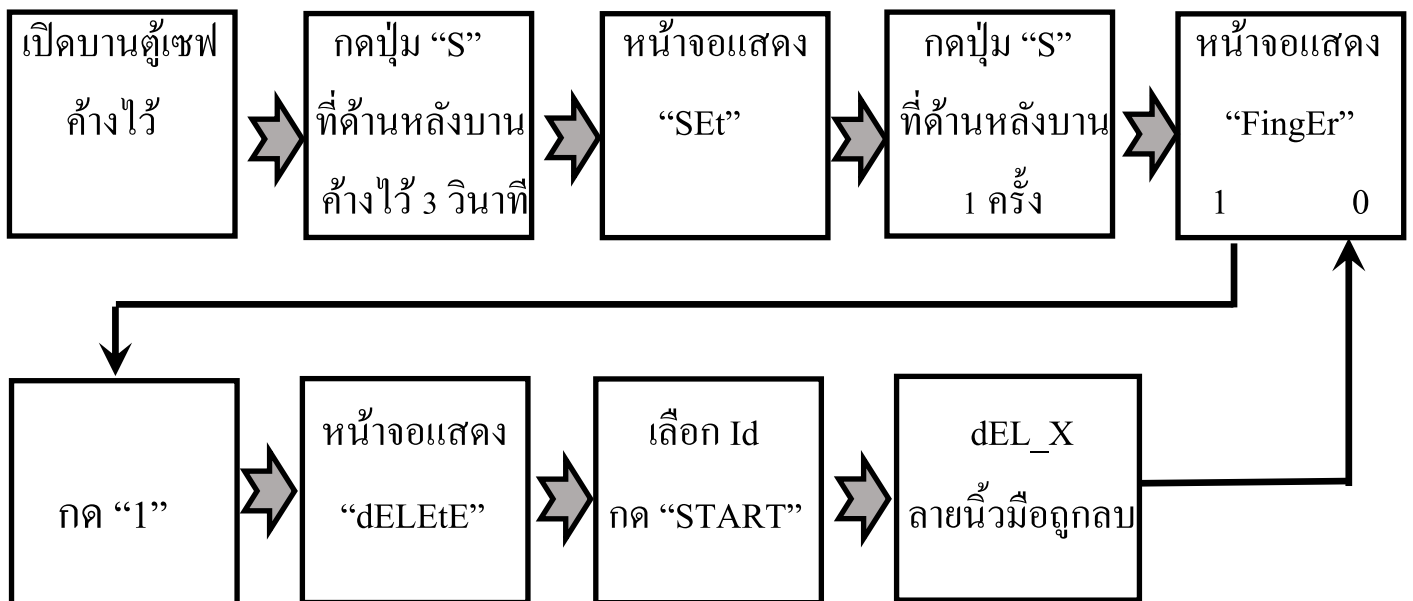 เปิดบานตู้เซฟ
ค้างไว้
กดปุ่ม “S”
ที่ด้านหลังบาน
ค้างไว้ 3 วินาที
หน้าจอแสดง
“SEt”
กดปุ่ม “S”
ที่ด้านหลังบาน
1 ครั้ง
หน้าจอแสดง
“FingEr”
1 0
กด “1”
หน้าจอแสดง
“dELEtE”
เลือก Id
กด “START”
dEL_X
ลายนิ้วมือถูกลบ